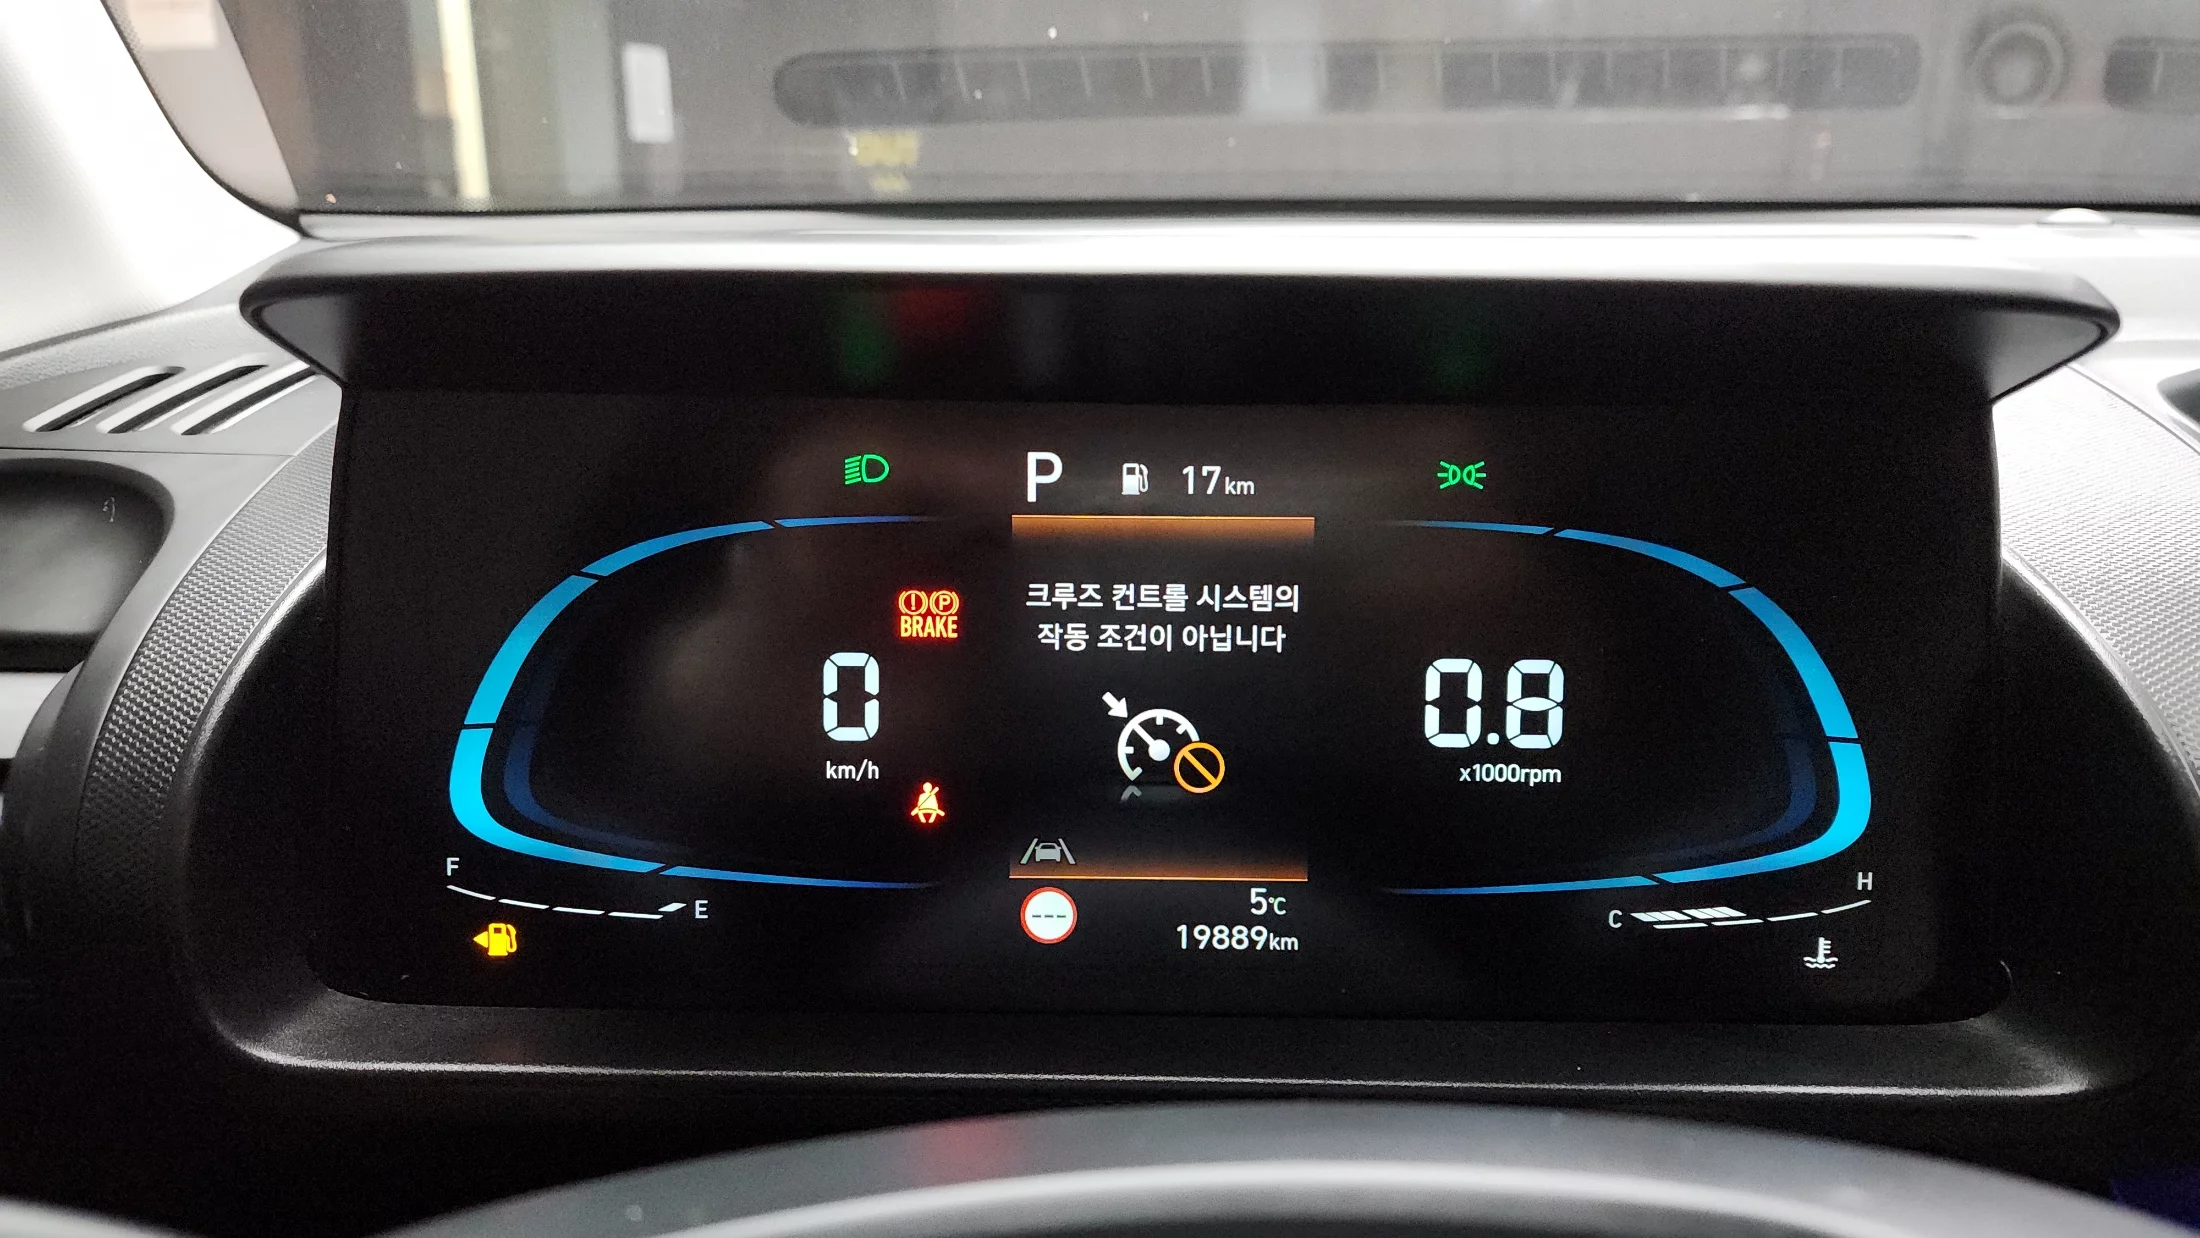 P 17km
크루즈 컨트롤 시스템의
작동 조건이 아닙니다
BRAKE
P
0
km/h
0.8
x1000rpm
F
E
---
5℃
19889km
C
H